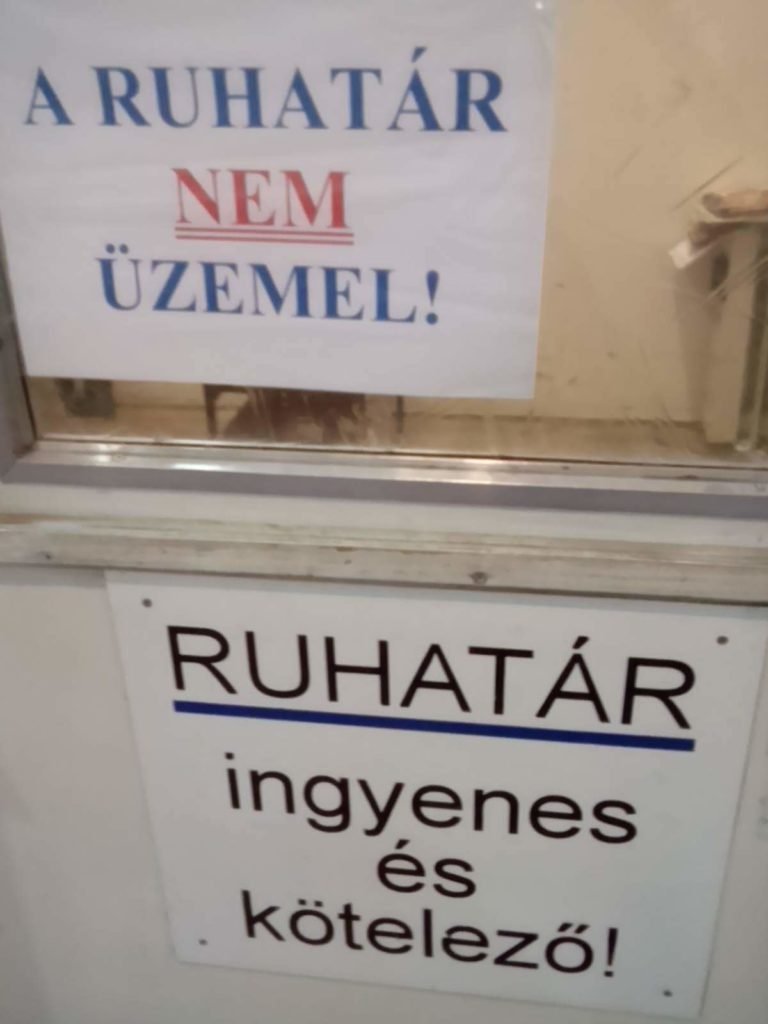 A RUHATÁR
NEM
ÜZEMEL!
RUHATÁR
ingyenes
és
kötelező!